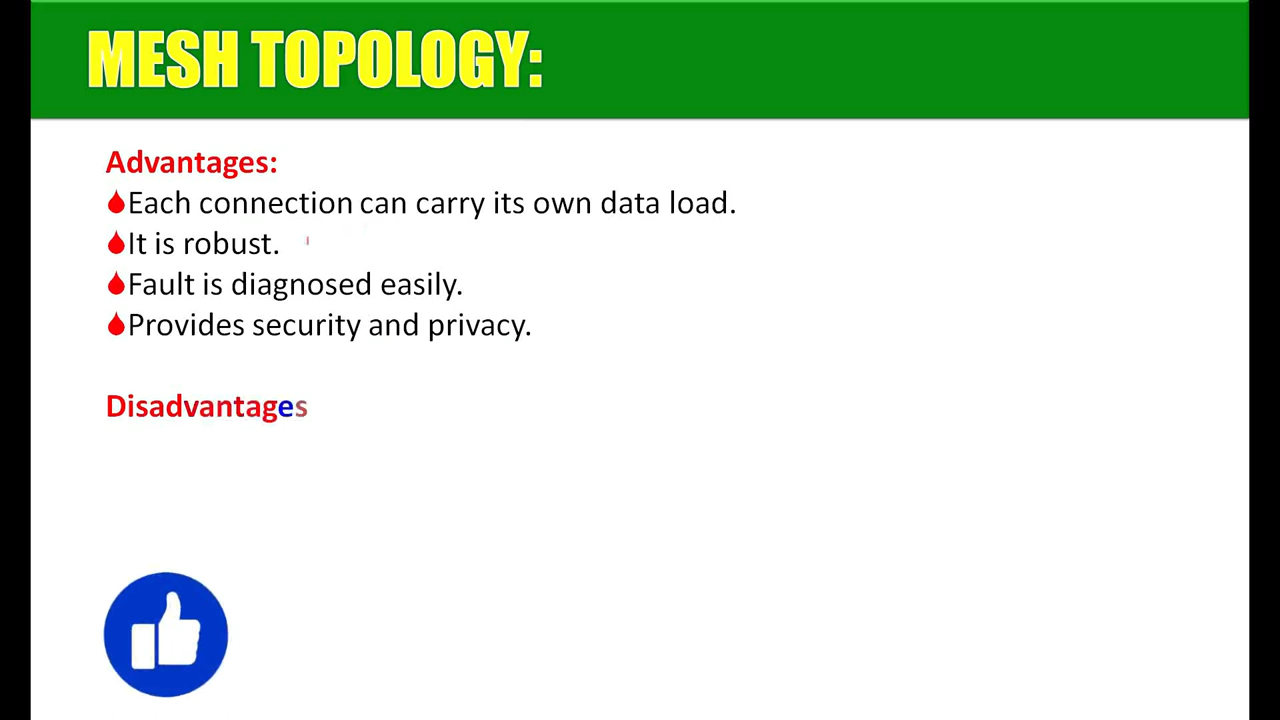 MESH TOPOLOGY:
Advantages:
Each connection can carry its own data load.
It is robust.
Fault is diagnosed easily.
Provides security and privacy.
Disadvantages